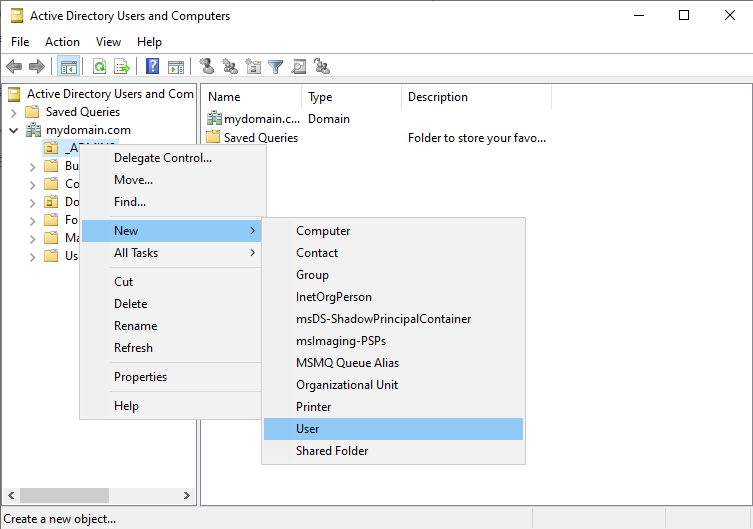 Active Directory Users and Computers
File Action View Help
Active Directory Users and Com
Saved Queries
mydomain.com
Bu
Co
Do
Fo
Ma
Use
Name Type Description
mydomain.c... Domain
Saved Queries Folder to store your favo...
Delegate Control...
Move...
Find...
New
All Tasks
Cut
Delete
Rename
Refresh
Properties
Help
Computer
Contact
Group
InetOrgPerson
msDS-ShadowPrincipalContainer
msImaging-PSPs
MSMQ Queue Alias
Organizational Unit
Printer
User
Shared Folder
Create a new object...